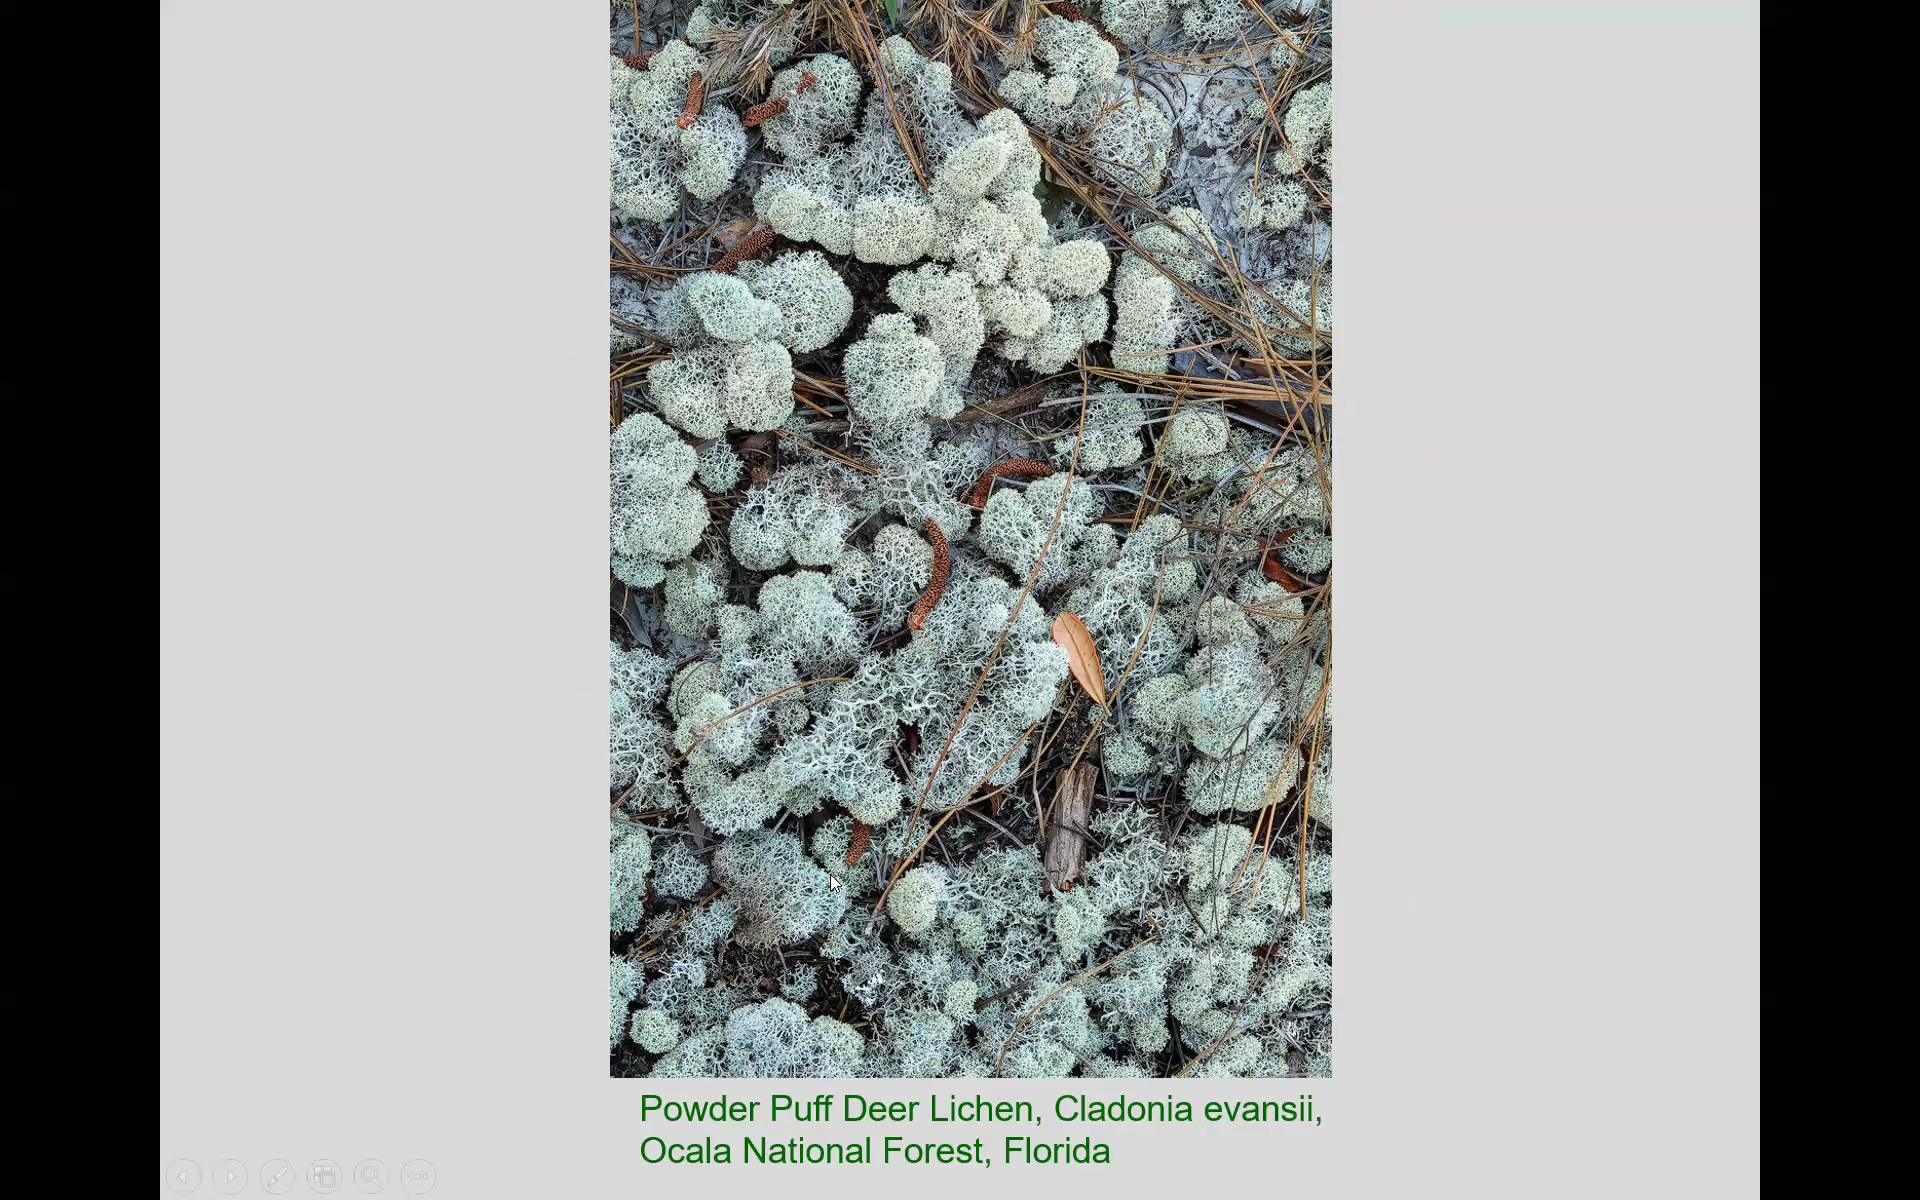 Powder Puff Deer Lichen, Cladonia evansii,
Ocala National Forest, Florida